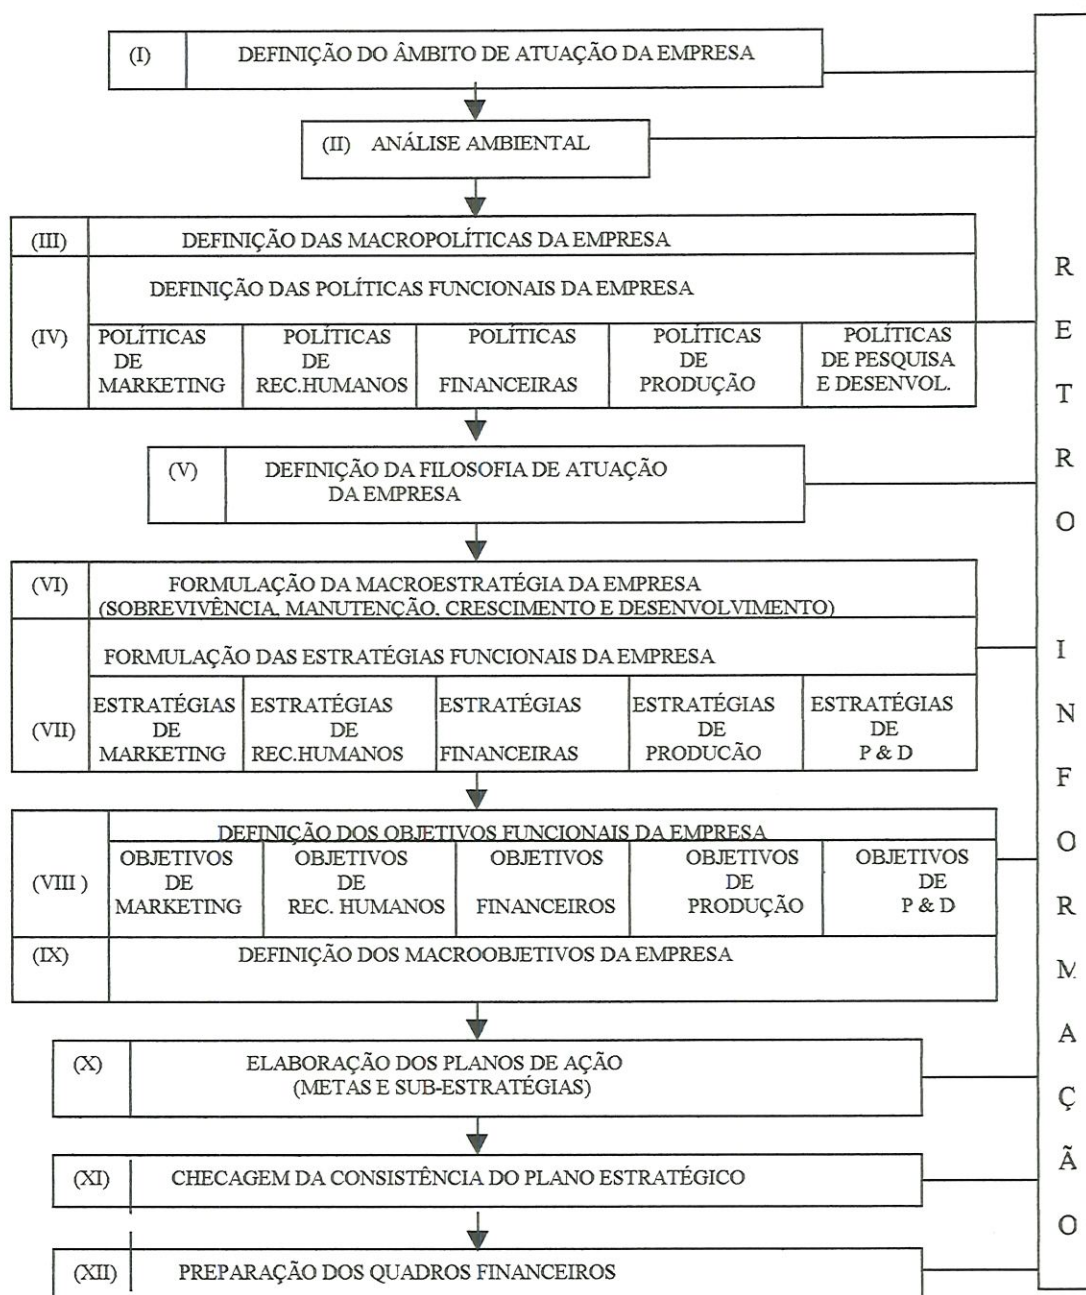 (I) DEFINIÇÃO DO ÂMBITO DE ATUAÇÃO DA EMPRESA
(II) ANÁLISE AMBIENTAL
(III) DEFINIÇÃO DAS MACROPOLÍTICAS DA EMPRESA
DEFINIÇÃO DAS POLÍTICAS FUNCIONAIS DA EMPRESA
(IV)
POLÍTICAS
DE
MARKETING
POLÍTICAS
DE
REC.HUMANOS
POLÍTICAS
FINANCEIRAS
POLÍTICAS
DE
PRODUÇÃO
POLÍTICAS
DE PESQUISA
E DESENVOL.
(V) DEFINIÇÃO DA FILOSOFIA DE ATUAÇÃO
DA EMPRESA
(VI) FORMULAÇÃO DA MACROESTRATÉGIA DA EMPRESA
(SOBREVIVÊNCIA, MANUTENÇÃO, CRESCIMENTO E DESENVOLVIMENTO)
FORMULAÇÃO DAS ESTRATÉGIAS FUNCIONAIS DA EMPRESA
(VII)
ESTRATÉGIAS
DE
MARKETING
ESTRATÉGIAS
DE
REC.HUMANOS
ESTRATÉGIAS
FINANCEIRAS
ESTRATÉGIAS
DE
PRODUCÃO
ESTRATÉGIAS
DE
P & D
DEFINIÇÃO DOS OBJETIVOS FUNCIONAIS DA EMPRESA
(VIII )
OBJETIVOS
DE
MARKETING
OBJETIVOS
DE
REC. HUMANOS
OBJETIVOS
FINANCEIROS
OBJETIVOS
DE
PRODUÇÃO
OBJETIVOS
DE
P & D
(IX) DEFINIÇÃO DOS MACROOBJETIVOS DA EMPRESA
(X) ELABORAÇÃO DOS PLANOS DE AÇÃO
(METAS E SUB-ESTRATÉGIAS)
(XI) CHECAGEM DA CONSISTÊNCIA DO PLANO ESTRATÉGICO
(XII) PREPARAÇÃO DOS QUADROS FINANCEIROS
R
E
T
R
O
I
N
F
O
R
M
A
Ç
Ã
O